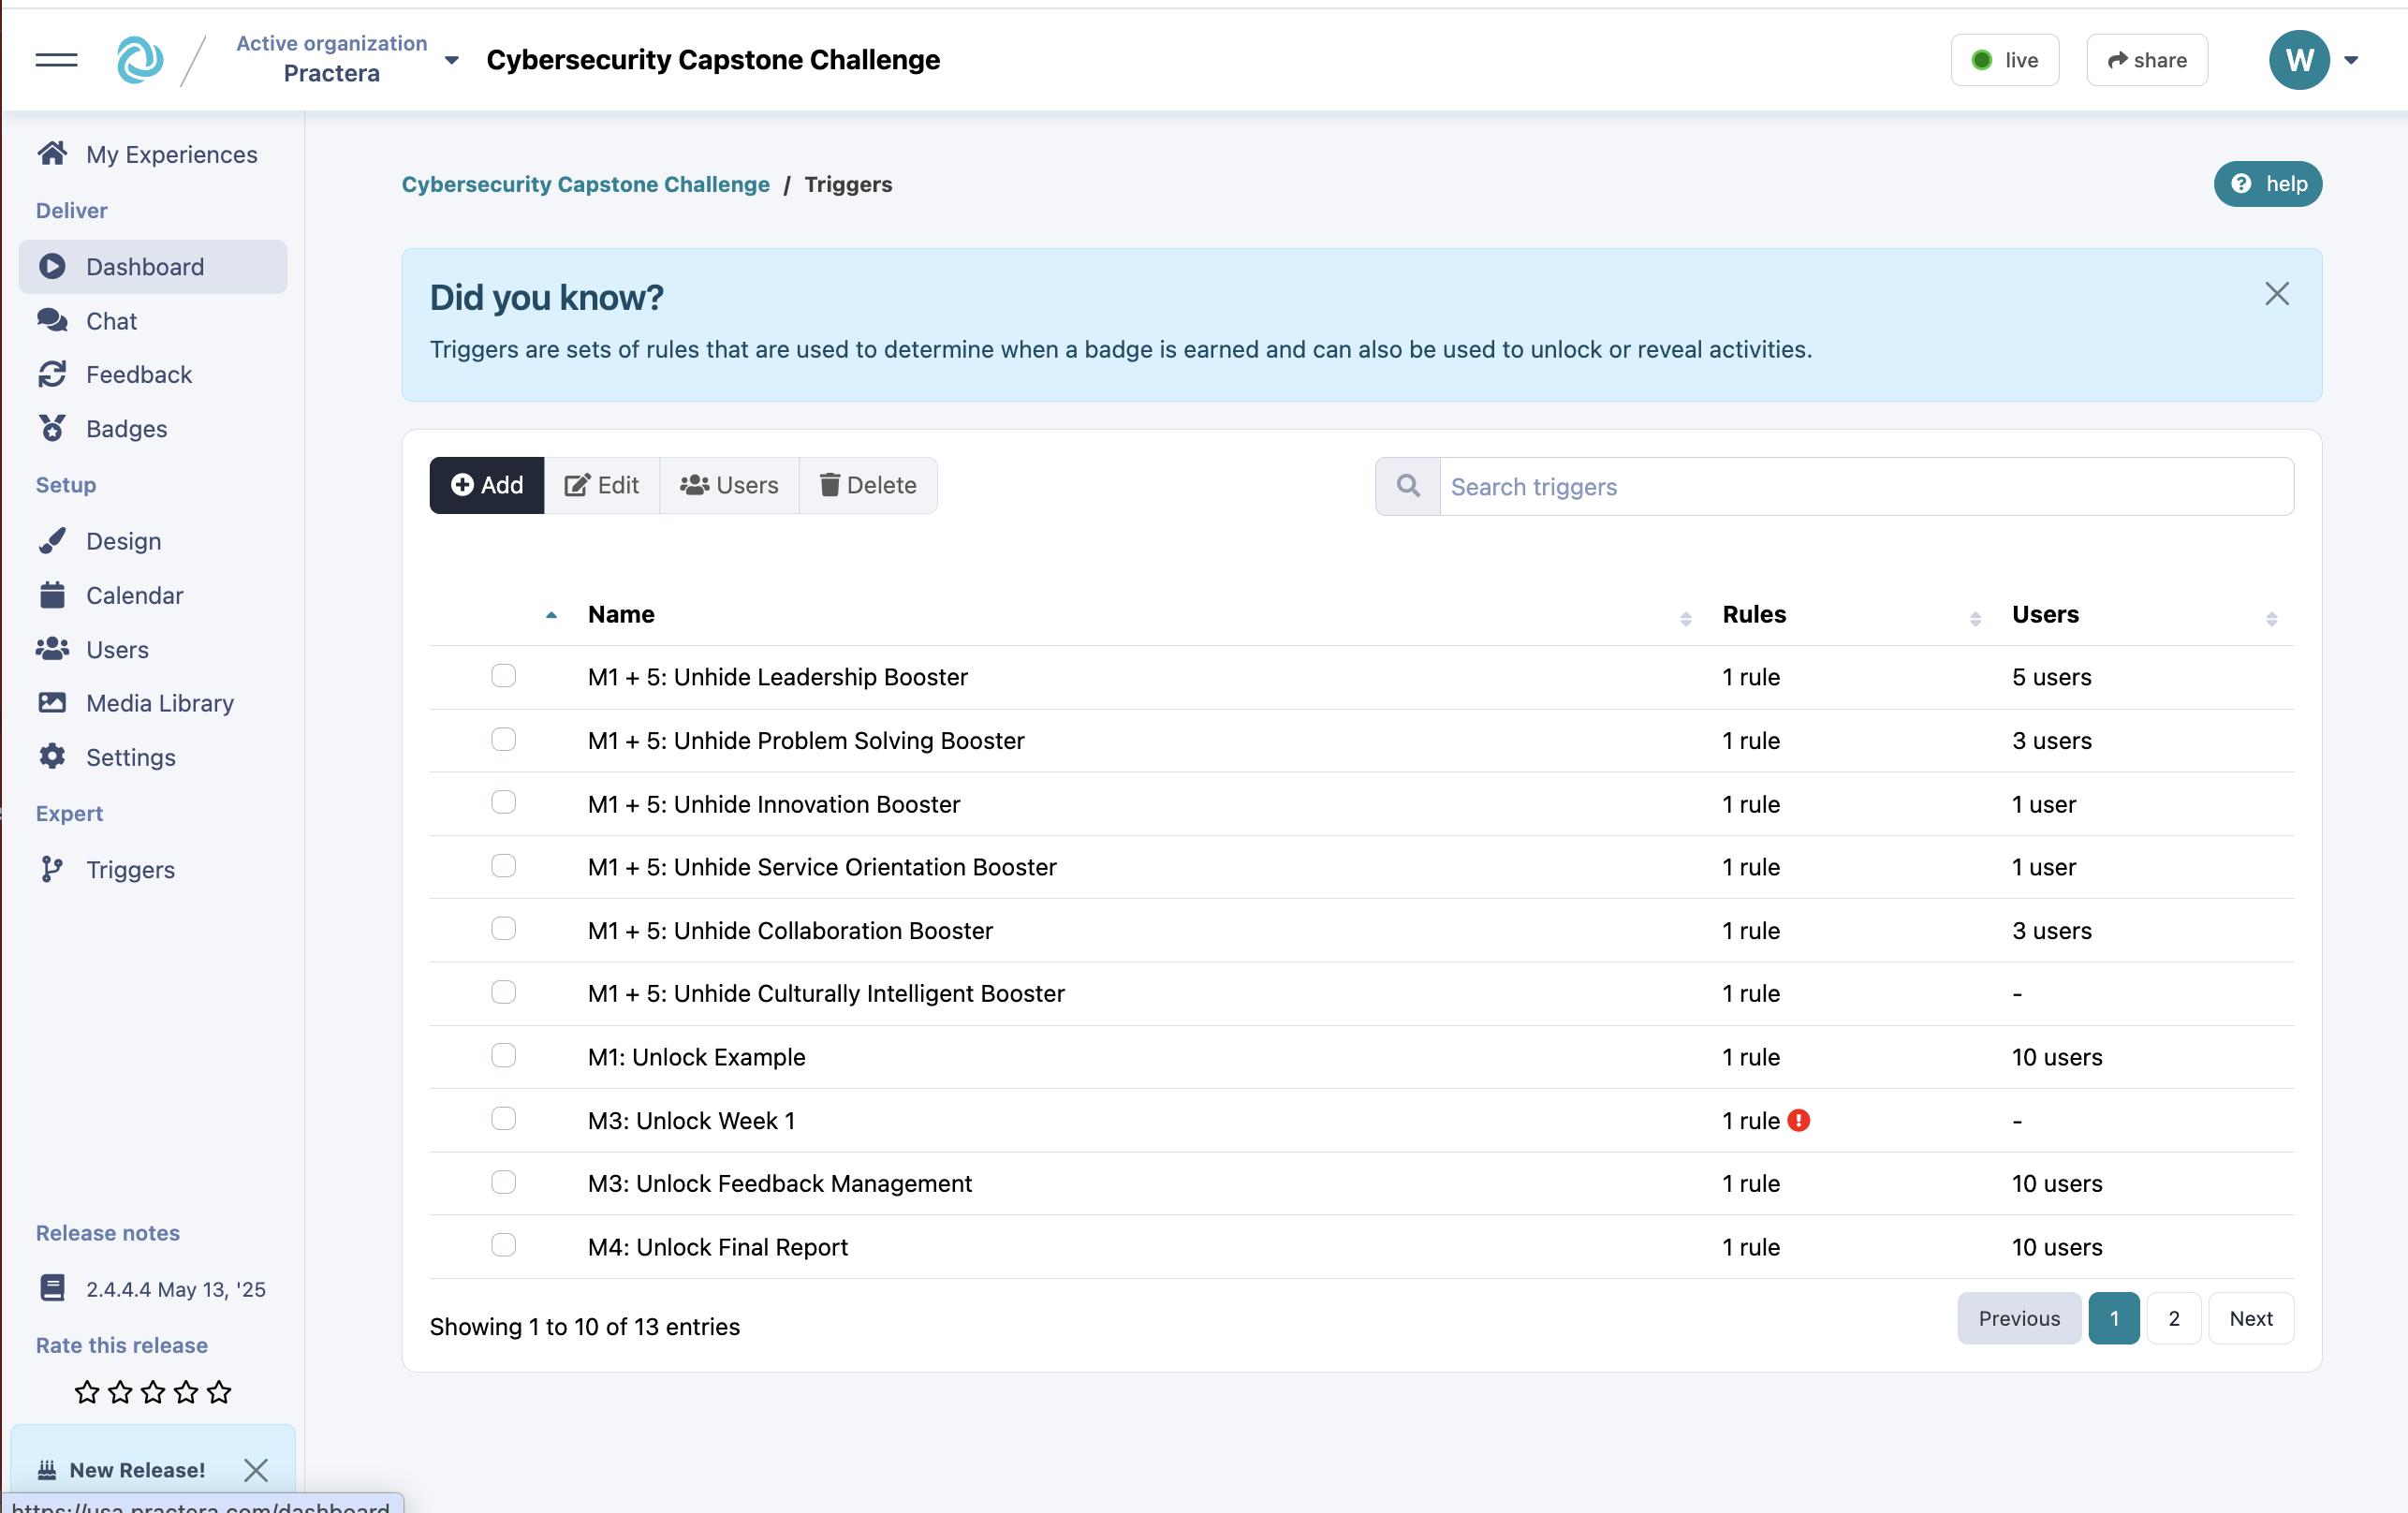 Active organization
Practera
Cybersecurity Capstone Challenge
live
share
W
My Experiences
Deliver
Dashboard
Chat
Feedback
Badges
Setup
Design
Calendar
Users
Media Library
Settings
Expert
Triggers
Release notes
2.4.4.4 May 13, '25
Rate this release
New Release!
https://usa.practera.com/dashboard
Cybersecurity Capstone Challenge / Triggers
help
Did you know?
Triggers are sets of rules that are used to determine when a badge is earned and can also be used to unlock or reveal activities.
Add Edit Users Delete
Search triggers
Name Rules Users
M1 + 5: Unhide Leadership Booster 1 rule 5 users
M1 + 5: Unhide Problem Solving Booster 1 rule 3 users
M1 + 5: Unhide Innovation Booster 1 rule 1 user
M1 + 5: Unhide Service Orientation Booster 1 rule 1 user
M1 + 5: Unhide Collaboration Booster 1 rule 3 users
M1 + 5: Unhide Culturally Intelligent Booster 1 rule -
M1: Unlock Example 1 rule 10 users
M3: Unlock Week 1 1 rule -
M3: Unlock Feedback Management 1 rule 10 users
M4: Unlock Final Report 1 rule 10 users
Showing 1 to 10 of 13 entries
Previous 1 2 Next